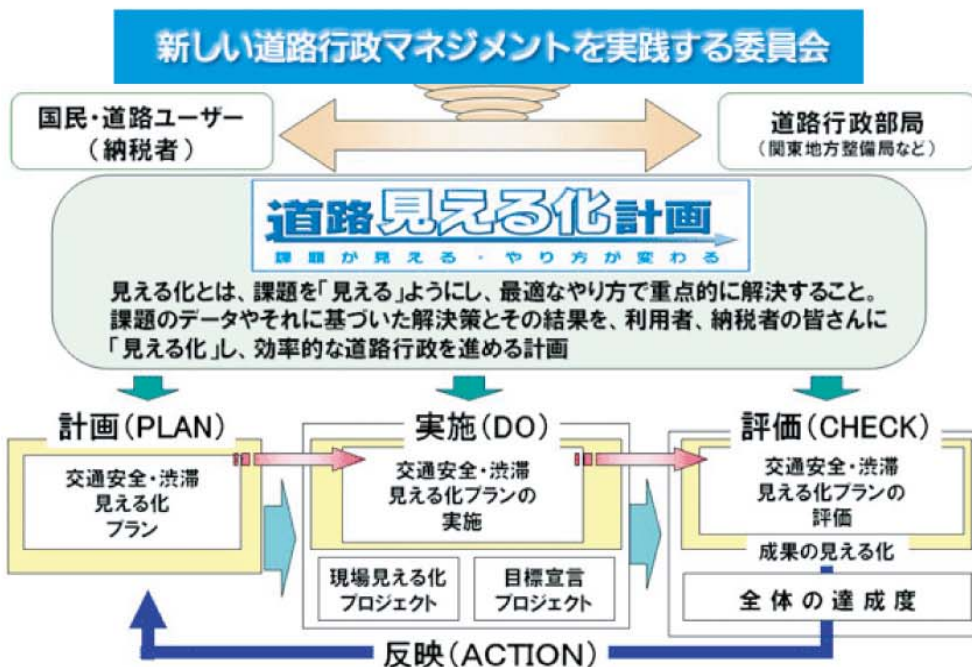 新しい道路行政マネジメントを実践する委員会
国民・道路ユーザー
（納税者）
道路行政部局
（関東地方整備局など）
道路見える化計画
課題が見える・やり方が変わる
見える化とは、課題を「見える」ようにし、最適なやり方で重点的に解決すること。
課題のデータやそれに基づいた解決策とその結果を、利用者、納税者の皆さんに
「見える化」し、効率的な道路行政を進める計画
計画（PLAN）
交通安全・渋滞
見える化
プラン
実施（DO）
交通安全・渋滞
見える化プランの
実施
現場見える化
プロジェクト
目標宣言
プロジェクト
評価（CHECK）
交通安全・渋滞
見える化プランの
評価
成果の見える化
全体の達成度
反映（ACTION）